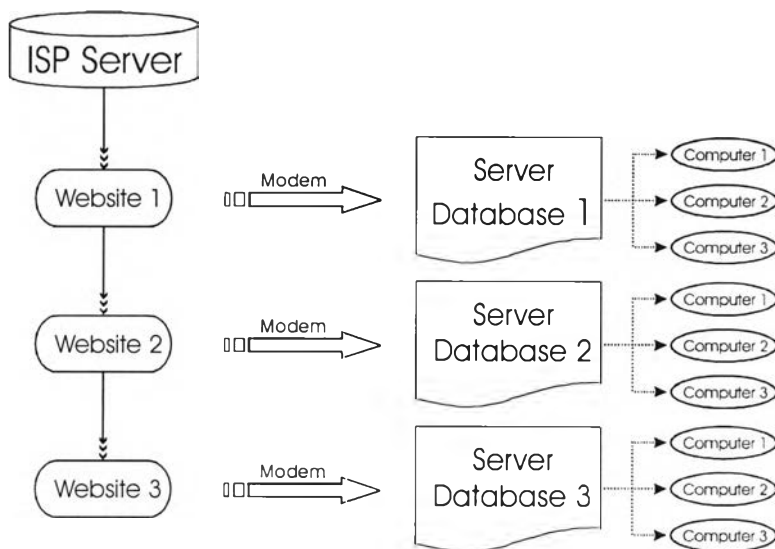 ISP Server
Website 1
Modem
Server
Database 1
Computer 1
Computer 2
Computer 3
Website 2
Modem
Server
Database 2
Computer 1
Computer 2
Computer 3
Website 3
Modem
Server
Database 3
Computer 1
Computer 2
Computer 3